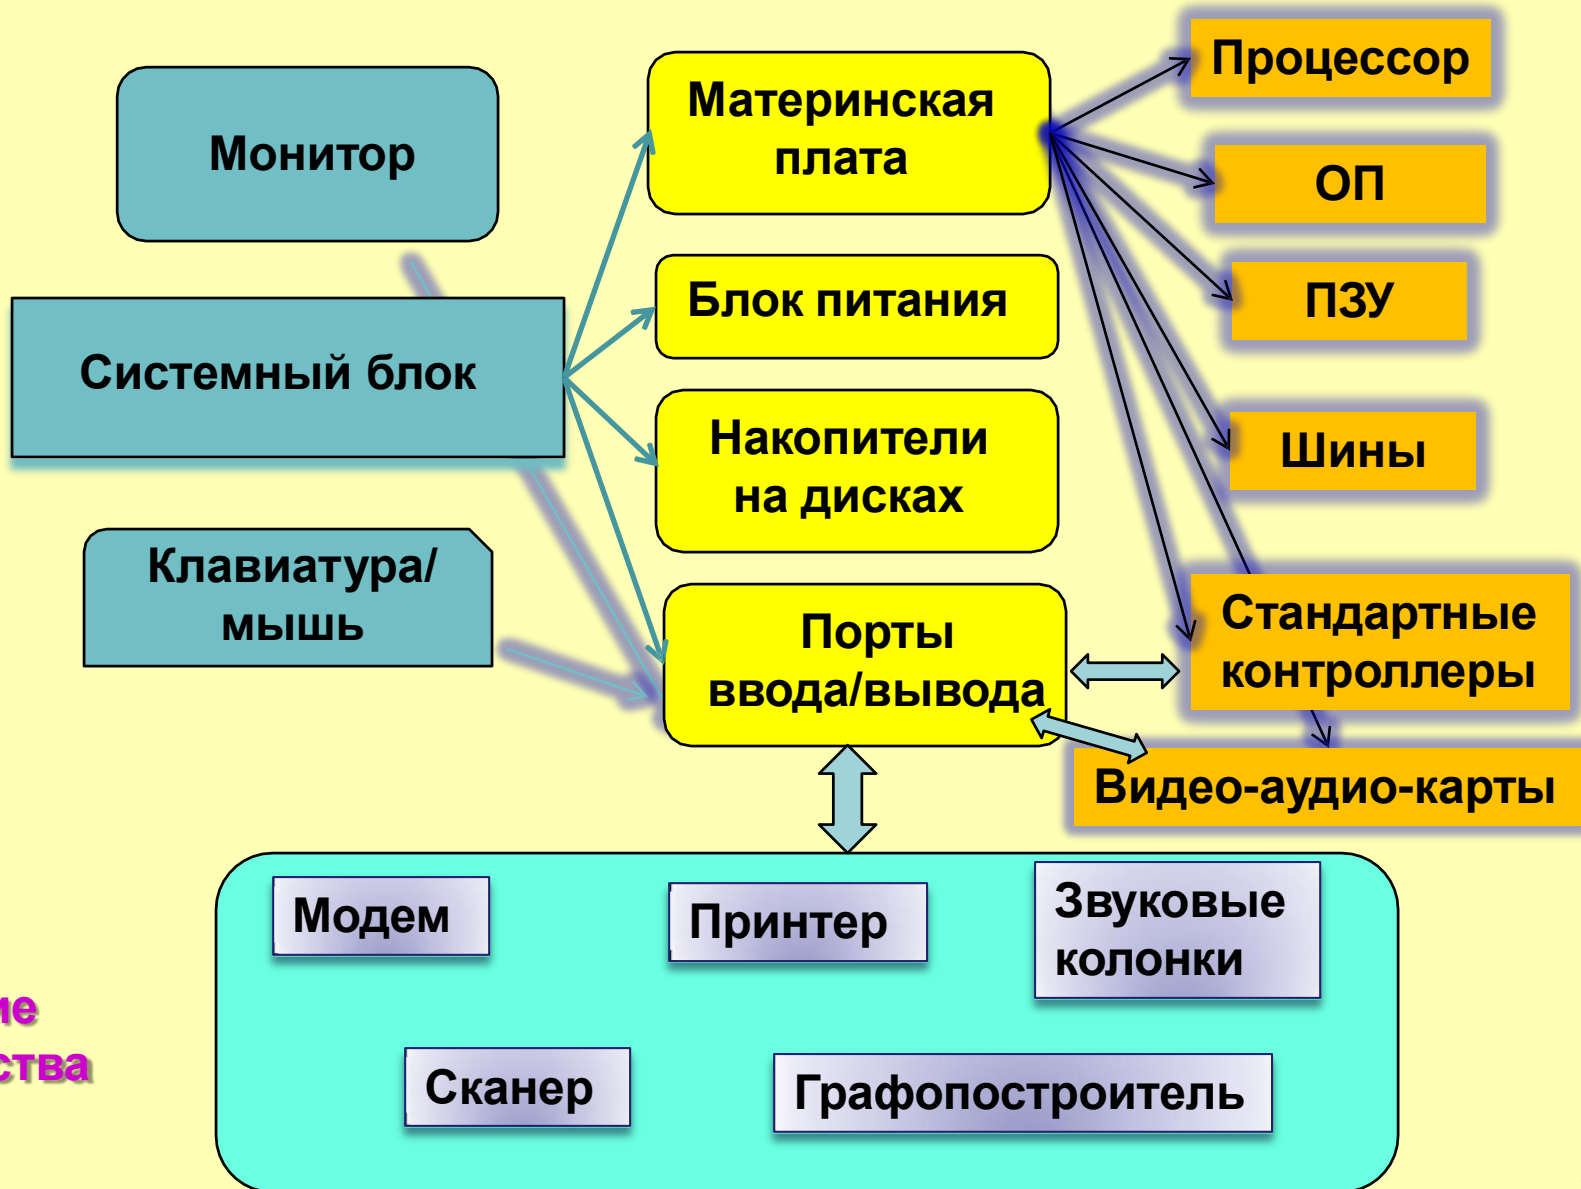 Монитор
Системный блок
Клавиатура/
мышь
Материнская
плата
Блок питания
Накопители
на дисках
Порты
ввода/вывода
Процессор
ОП
ПЗУ
Шины
Стандартные
контроллеры
Видео-аудио-карты
Модем
Принтер
Звуковые
колонки
Сканер
Графопостроитель